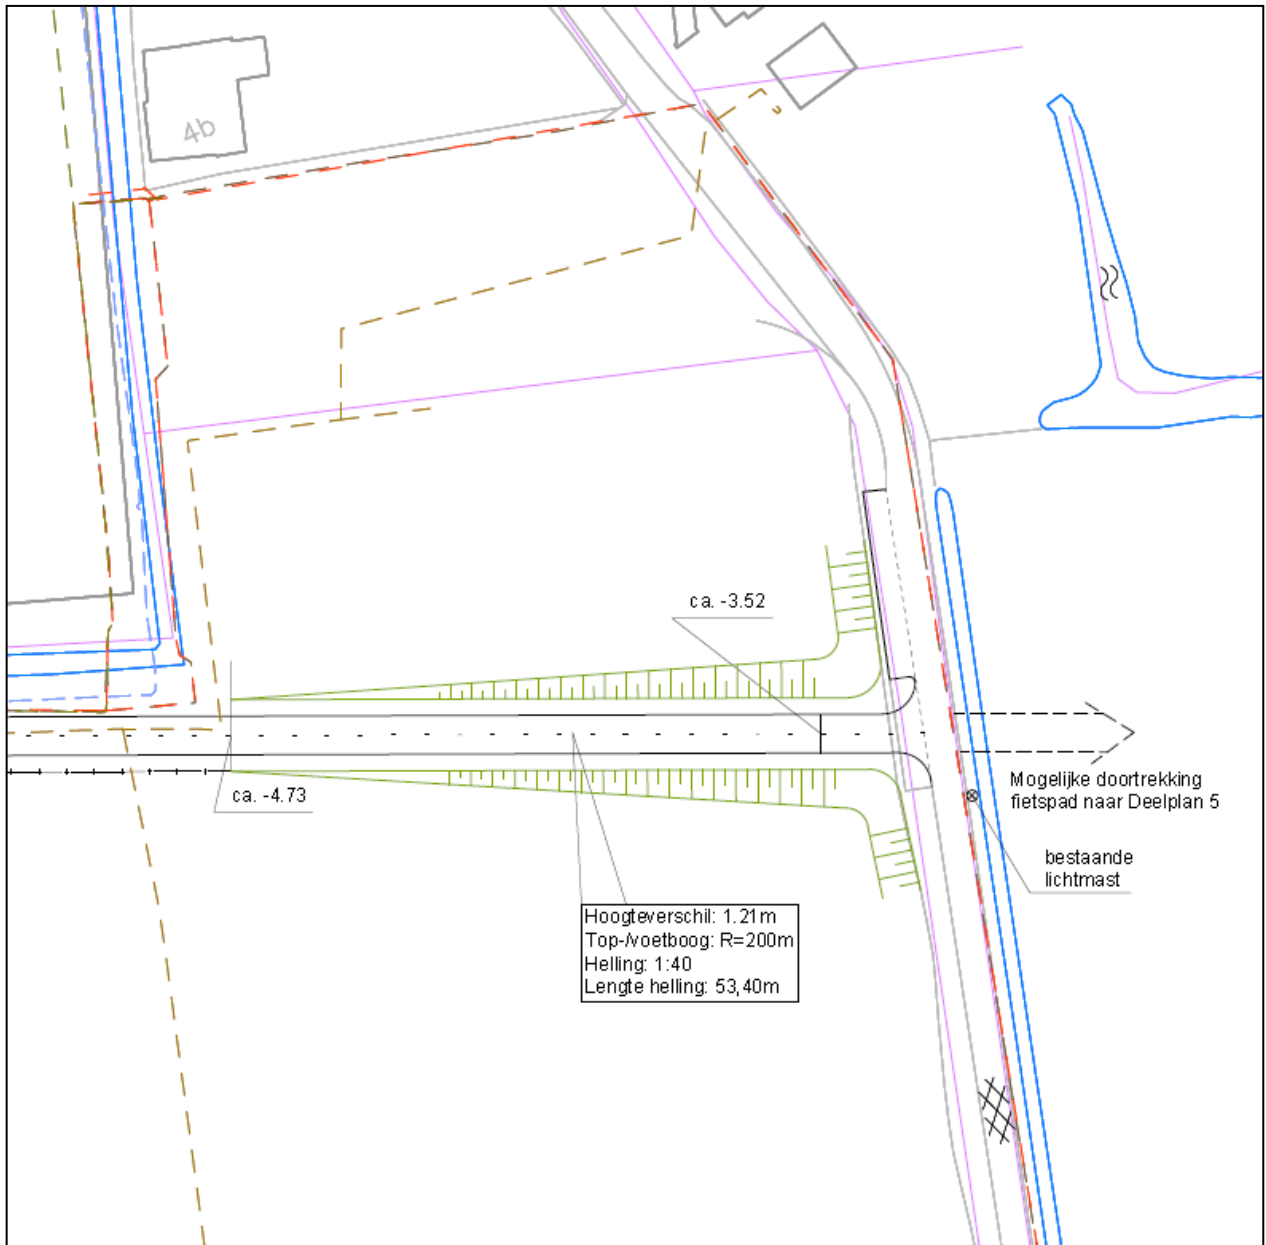 4b
ca. -3.52
ca. -4.73
Mogelijke doortrekking
fietspad naar Deelplan 5
bestaande
lichtmast
Hoogteverschil: 1.21m
Top-/voetboog: R=200m
Helling: 1:40
Lengte helling: 53,40m